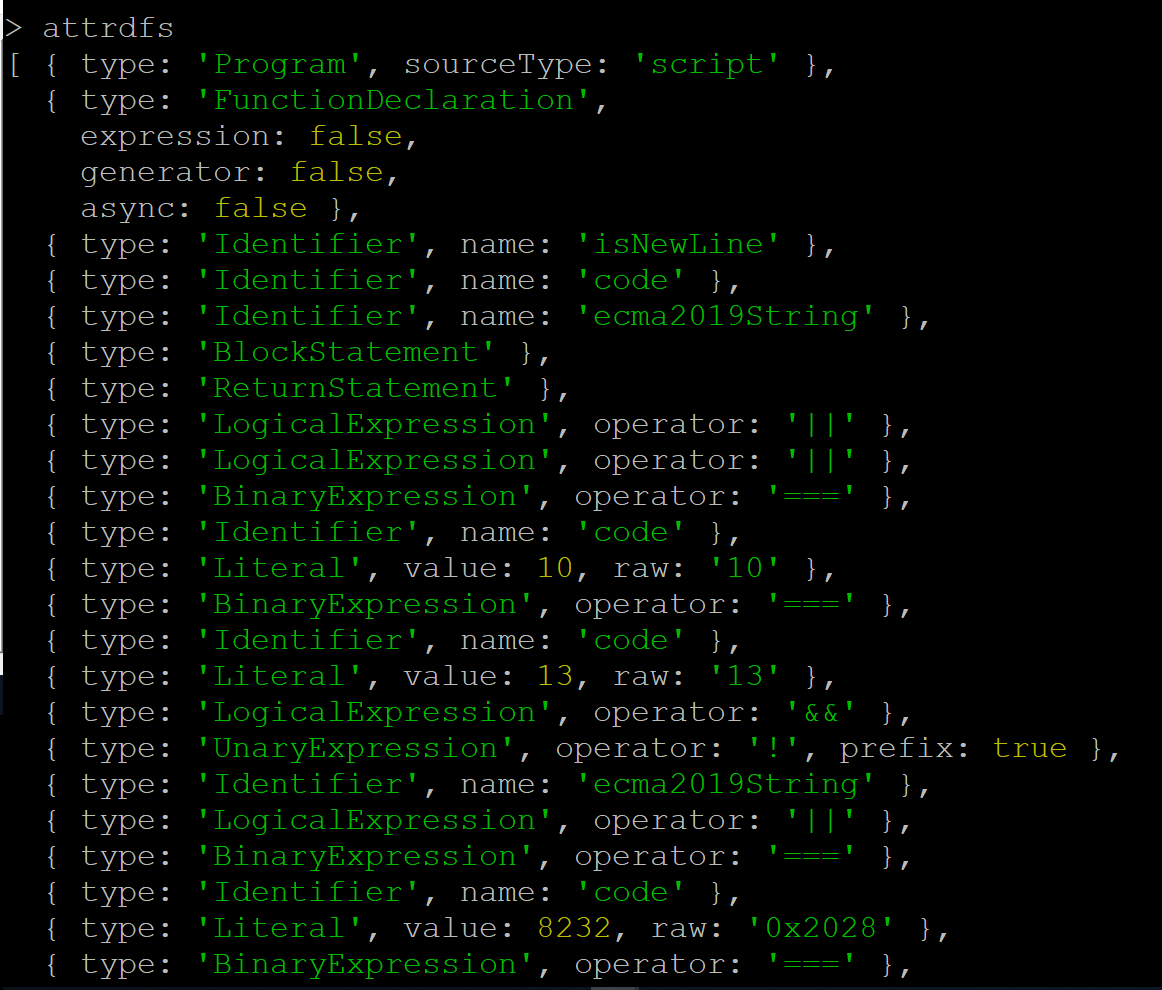 > attrdfs
[ { type: 'Program', sourceType: 'script' },
{ type: 'FunctionDeclaration',
expression: false,
generator: false,
async: false },
{ type: 'Identifier', name: 'isNewLine' },
{ type: 'Identifier', name: 'code' },
{ type: 'Identifier', name: 'ecma2019String' },
{ type: 'BlockStatement' },
{ type: 'ReturnStatement' },
{ type: 'LogicalExpression', operator: '||' },
{ type: 'LogicalExpression', operator: '||' },
{ type: 'BinaryExpression', operator: '===' },
{ type: 'Identifier', name: 'code' },
{ type: 'Literal', value: 10, raw: '10' },
{ type: 'BinaryExpression', operator: '===' },
{ type: 'Identifier', name: 'code' },
{ type: 'Literal', value: 13, raw: '13' },
{ type: 'LogicalExpression', operator: '&&' },
{ type: 'UnaryExpression', operator: '!', prefix: true },
{ type: 'Identifier', name: 'ecma2019String' },
{ type: 'LogicalExpression', operator: '||' },
{ type: 'BinaryExpression', operator: '===' },
{ type: 'Identifier', name: 'code' },
{ type: 'Literal', value: 8232, raw: '0x2028' },
{ type: 'BinaryExpression', operator: '===' },